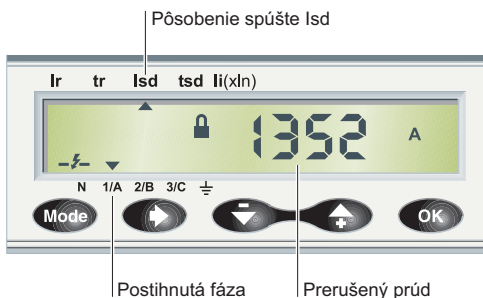 Pôsobenie spúšte Isd
Ir tr Isd tsd Ii(xIn)
1352 A
N 1/A 2/B 3/C
Mode OK
Postihnutá fáza Prerušený prúd